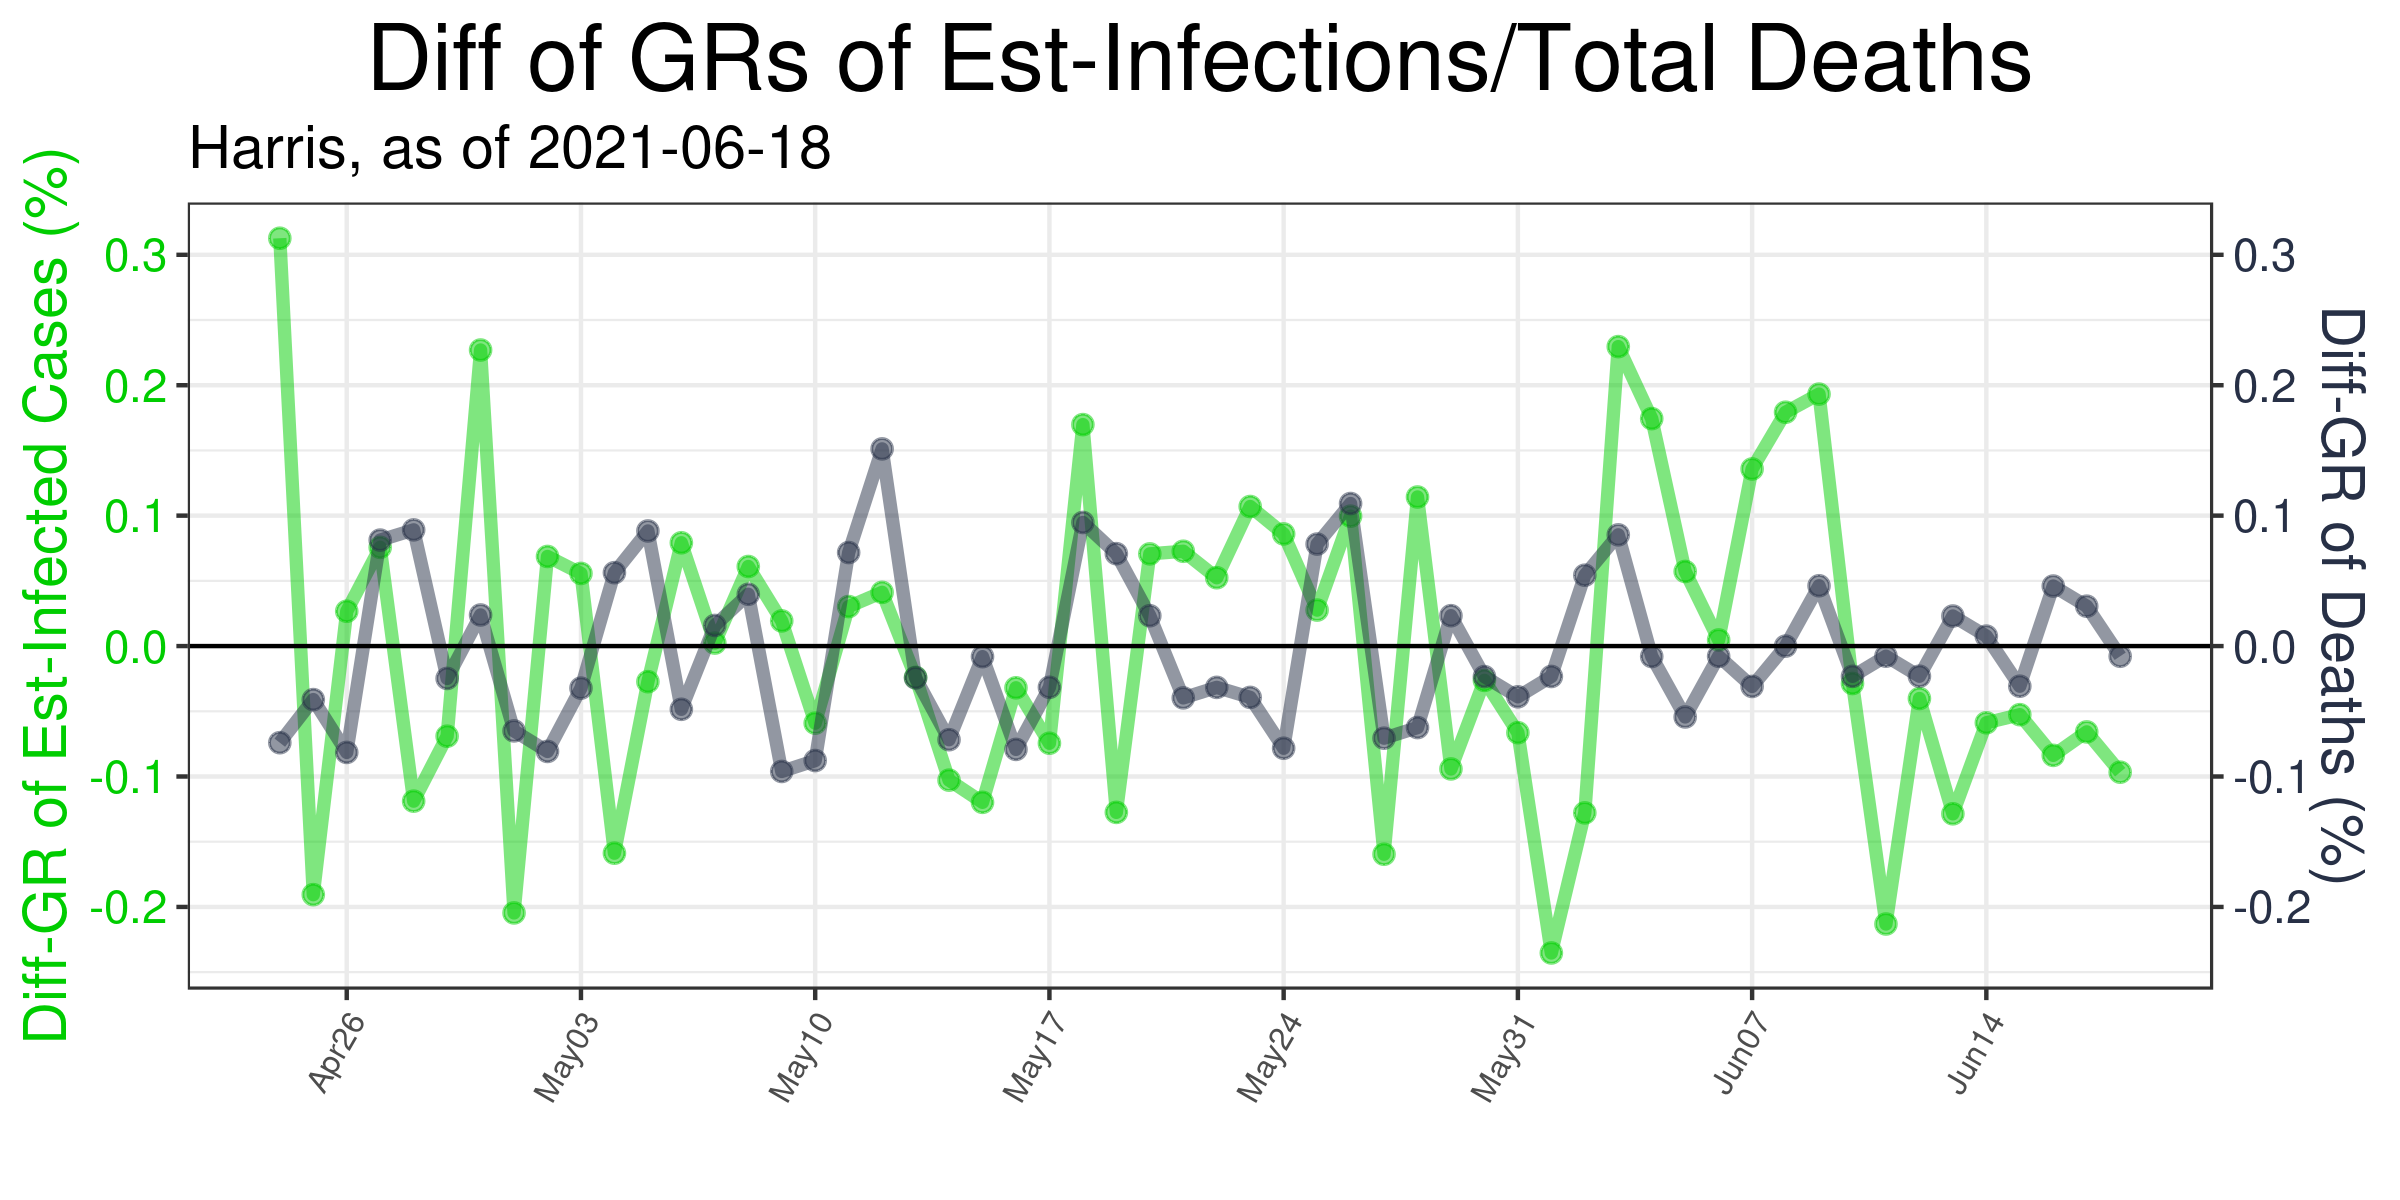 Diff of GRs of Est-Infections/Total Deaths
Harris, as of 2021-06-18
Diff-GR of Est-Infected Cases (%)
0.3
0.2
0.1
0.0
-0.1
-0.2
0.3
0.2
0.1
0.0
-0.1
-0.2
Diff-GR of Deaths (%)
Apr26
May03
May10
May17
May24
May31
Jun07
Jun14